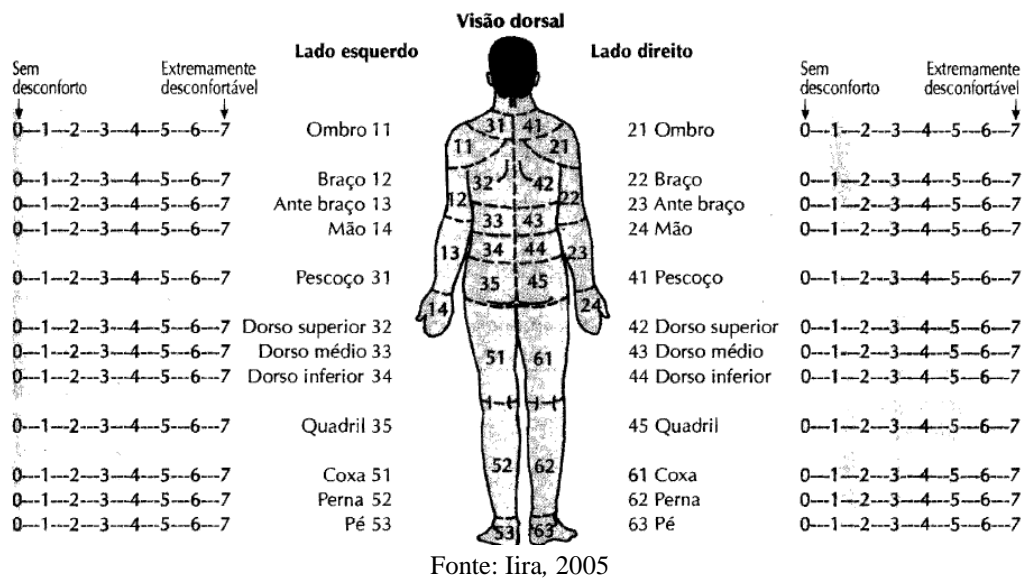 Visão dorsal
Lado esquerdo Lado direito
Sem desconforto Extremamente desconfortável Sem desconforto Extremamente desconfortável
0---1---2---3---4---5---6---7 Ombro 11 21 Ombro 0---1---2---3---4---5---6---7
0---1---2---3---4---5---6---7 Braço 12 22 Braço 0---1---2---3---4---5---6---7
0---1---2---3---4---5---6---7 Ante braço 13 23 Ante braço 0---1---2---3---4---5---6---7
0---1---2---3---4---5---6---7 Mão 14 24 Mão 0---1---2---3---4---5---6---7
0---1---2---3---4---5---6---7 Pescoço 31 41 Pescoço 0---1---2---3---4---5---6---7
0---1---2---3---4---5---6---7 Dorso superior 32 42 Dorso superior 0---1---2---3---4---5---6---7
0---1---2---3---4---5---6---7 Dorso médio 33 43 Dorso médio 0---1---2---3---4---5---6---7
0---1---2---3---4---5---6---7 Dorso inferior 34 44 Dorso inferior 0---1---2---3---4---5---6---7
0---1---2---3---4---5---6---7 Quadril 35 45 Quadril 0---1---2---3---4---5---6---7
0---1---2---3---4---5---6---7 Coxa 51 61 Coxa 0---1---2---3---4---5---6---7
0---1---2---3---4---5---6---7 Perna 52 62 Perna 0---1---2---3---4---5---6---7
0---1---2---3---4---5---6---7 Pé 53 63 Pé 0---1---2---3---4---5---6---7
31 41
11 21
32 42
12 22
33 43
13 34 44 23
35 45
14 24
51 61
52 62
53 63
Fonte: Iira, 2005